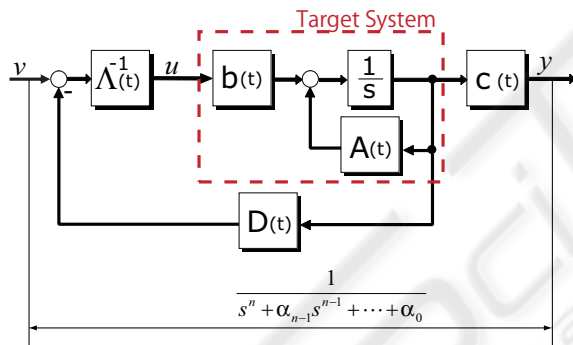 Target System
v
-
Λ⁻¹(t)
u
b(t)
1/s
c(t)
y
A(t)
D(t)
1/(sⁿ + αₙ₋₁sⁿ⁻¹ + ⋯ + α₀)